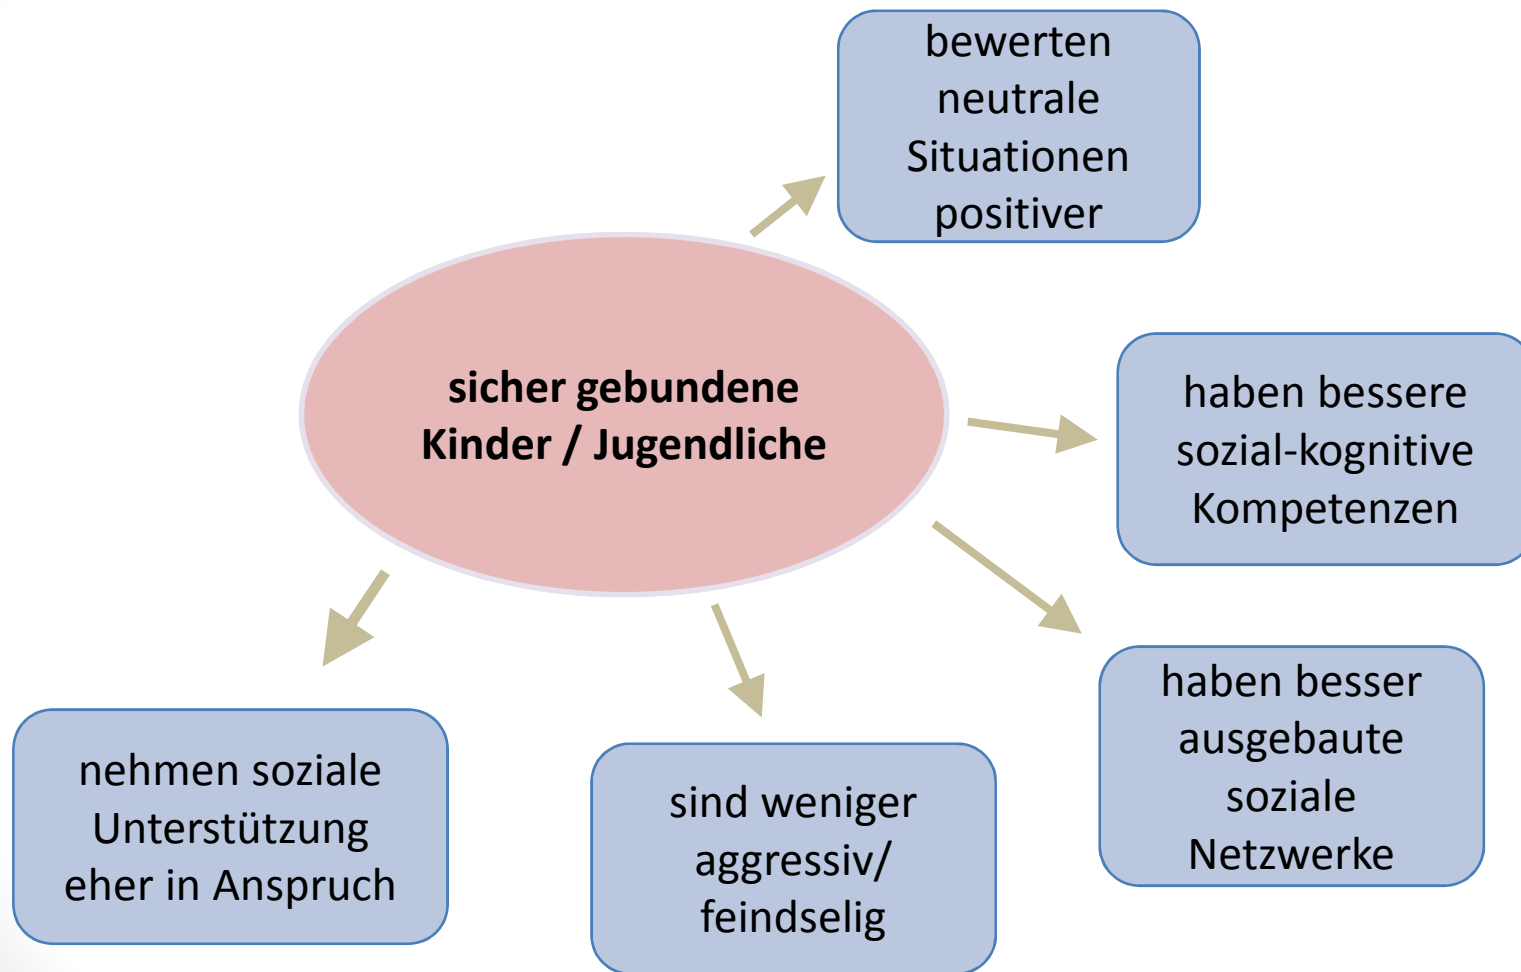 bewerten
neutrale
Situationen
positiver
sicher gebundene
Kinder / Jugendliche
haben bessere
sozial-kognitive
Kompetenzen
haben besser
ausgebaute
soziale
Netzwerke
sind weniger
aggressiv/
feindselig
nehmen soziale
Unterstützung
eher in Anspruch